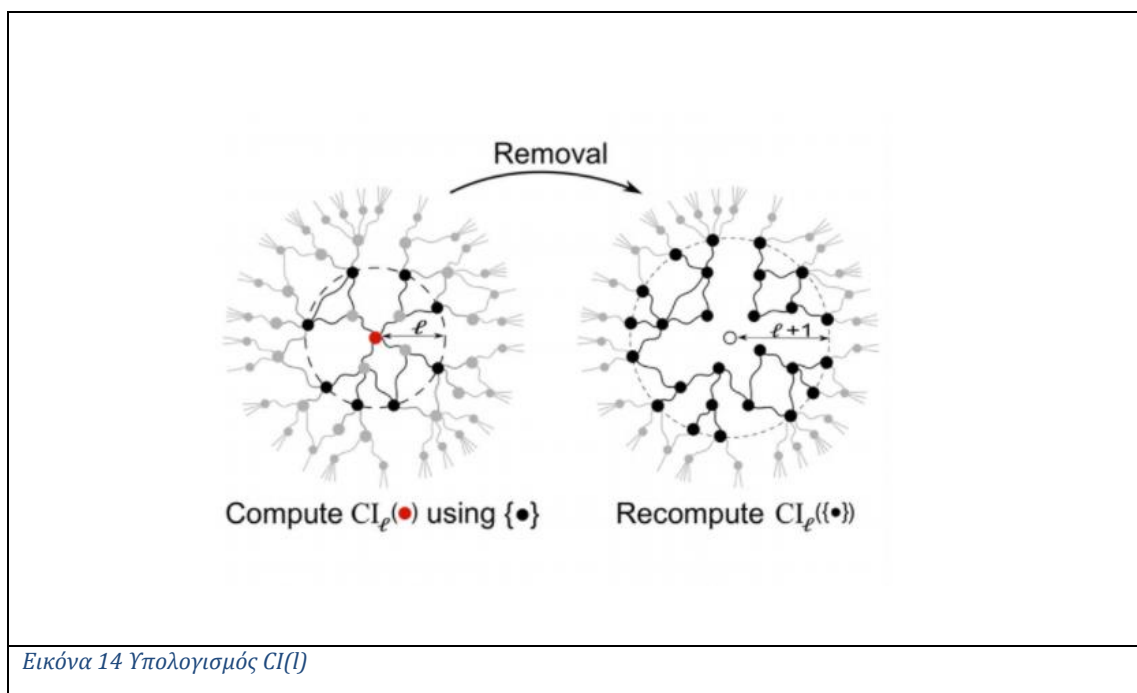 Removal
ℓ
ℓ+1
Compute CIℓ(●) using {●}
Recompute CIℓ({●})
Εικόνα 14 Υπολογισμός CI(l)